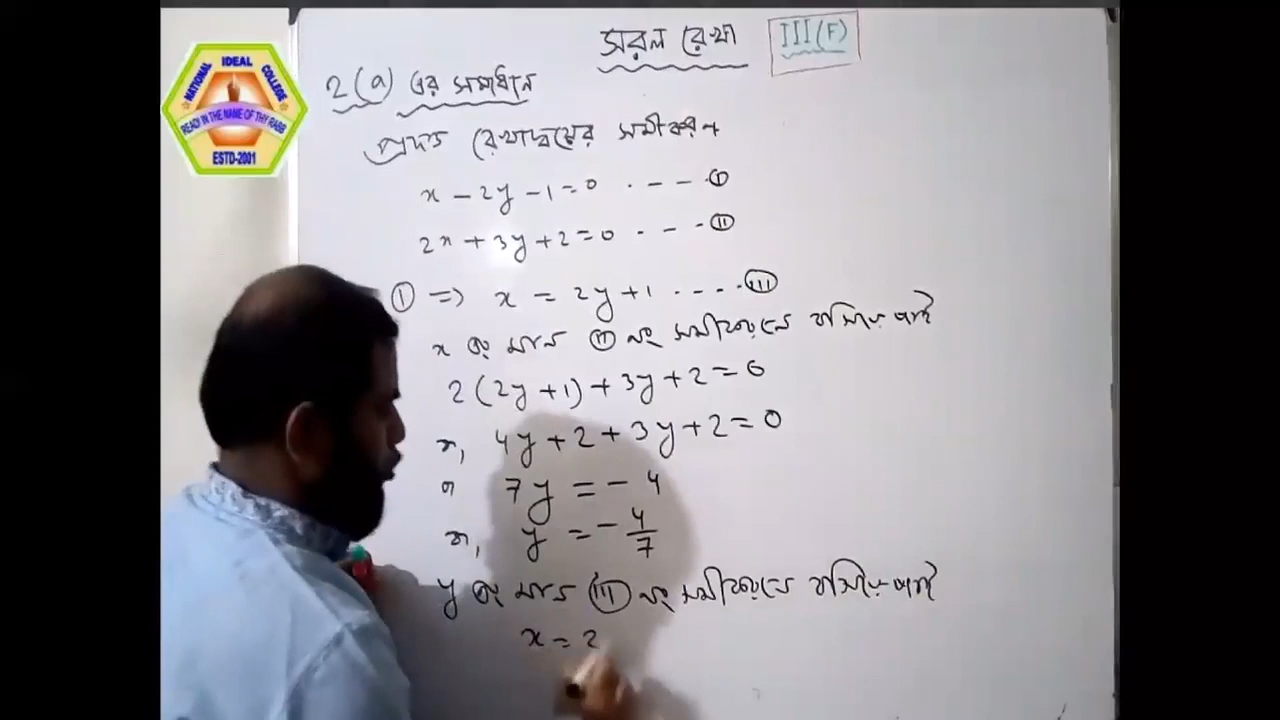 NATIONAL IDEAL COLLEGE
READ IN THE NAME OF THY RABB
ESTD-2001
সরল রেখা III(F)
2(a) এর সমাধান
প্রদত্ত রেখাদ্বয়ের সমীকরণ
x - 2y - 1 = 0 . - - - (I)
2x + 3y + 2 = 0 . - - - (II)
(I) => x = 2y + 1 . . . . . (III)
x এর মান (II) নং সমীকরণে বসিয়ে পাই
2(2y + 1) + 3y + 2 = 0
বা, 4y + 2 + 3y + 2 = 0
বা 7y = - 4
বা, y = - 4/7
y এর মান (III) নং সমীকরণে বসিয়ে পাই
x = 2